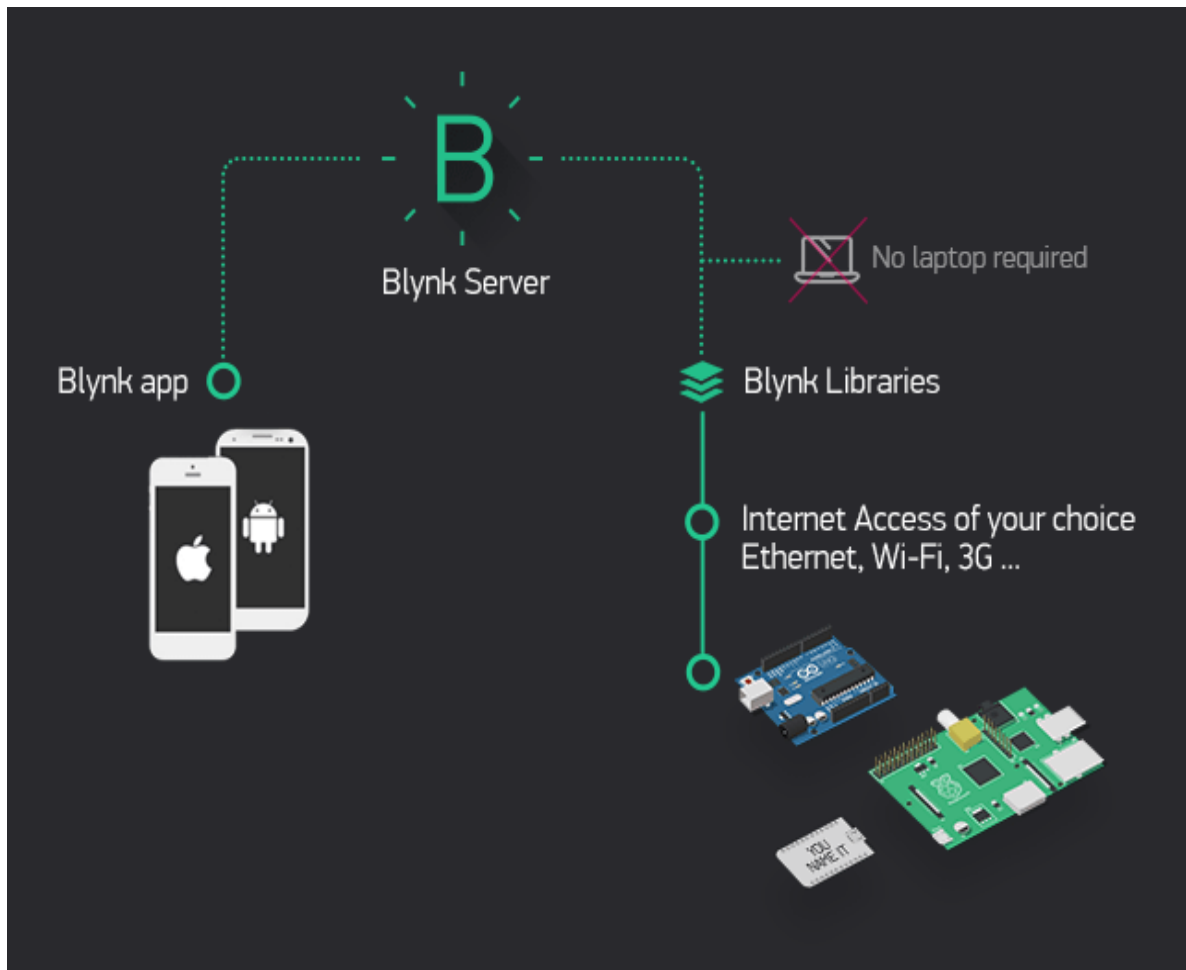 B
Blynk Server
No laptop required
Blynk app
Blynk Libraries
Internet Access of your choice
Ethernet, Wi-Fi, 3G ...
UNO
YOU
NAME IT